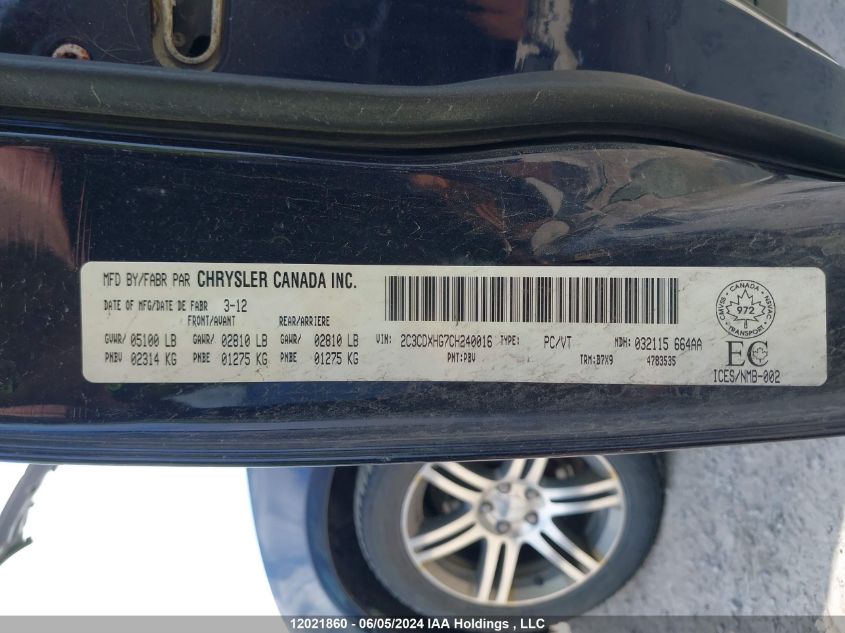 MFD BY/FABR PAR CHRYSLER CANADA INC.
DATE OF MFG/DATE DE FABR 3-12
FRONT/AVANT REAR/ARRIERE
GVWR/ 05100 LB GAWR/ 02810 LB GAWR/ 02810 LB
PNBV 02314 KG PNBE 01275 KG PNBE 01275 KG
VIN: 2C3CDXHG7CH240016 TYPE: PC/VT MDH: 032115 664AA
PNT: PBV TRM: B7X9 4783535
CMVSS CANADA NSVAC
972
TRANSPORT
EC
ICES/NMB-002
12021860 - 06/05/2024 IAA Holdings , LLC